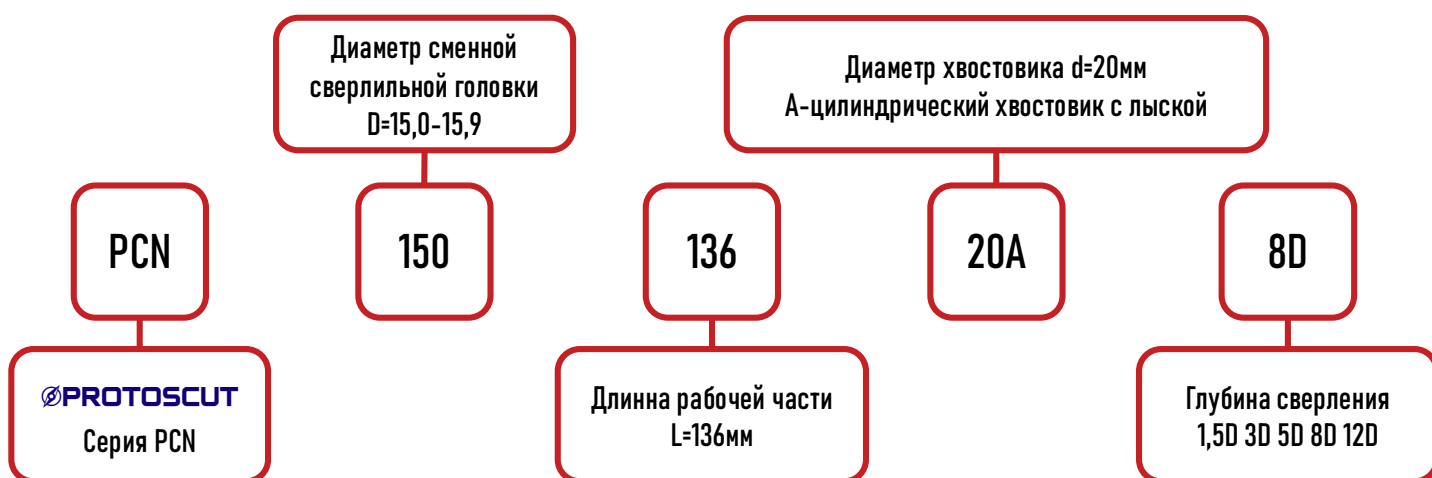 Диаметр сменной
сверлильной головки
D=15,0-15,9
Диаметр хвостовика d=20мм
А-цилиндрический хвостовик с лыской
PCN
150
136
20A
8D
PROTOSCUT
Серия PCN
Длинна рабочей части
L=136мм
Глубина сверления
1,5D 3D 5D 8D 12D